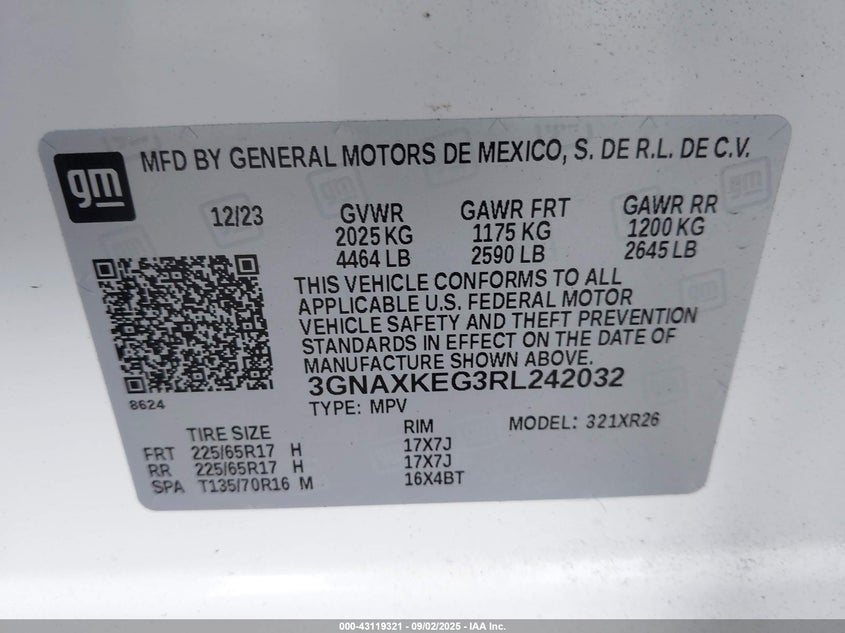 gm
MFD BY GENERAL MOTORS DE MEXICO, S. DE R.L. DE C.V.
12/23 GVWR GAWR FRT GAWR RR
2025 KG 1175 KG 1200 KG
4464 LB 2590 LB 2645 LB
THIS VEHICLE CONFORMS TO ALL
APPLICABLE U.S. FEDERAL MOTOR
VEHICLE SAFETY AND THEFT PREVENTION
STANDARDS IN EFFECT ON THE DATE OF
MANUFACTURE SHOWN ABOVE.
3GNAXKEG3RL242032
8624
TYPE: MPV
MODEL: 321XR26
TIRE SIZE RIM
FRT 225/65R17 H 17X7J
RR 225/65R17 H 17X7J
SPA T135/70R16 M 16X4BT
000-43119321 - 09/02/2025 - IAA Inc.